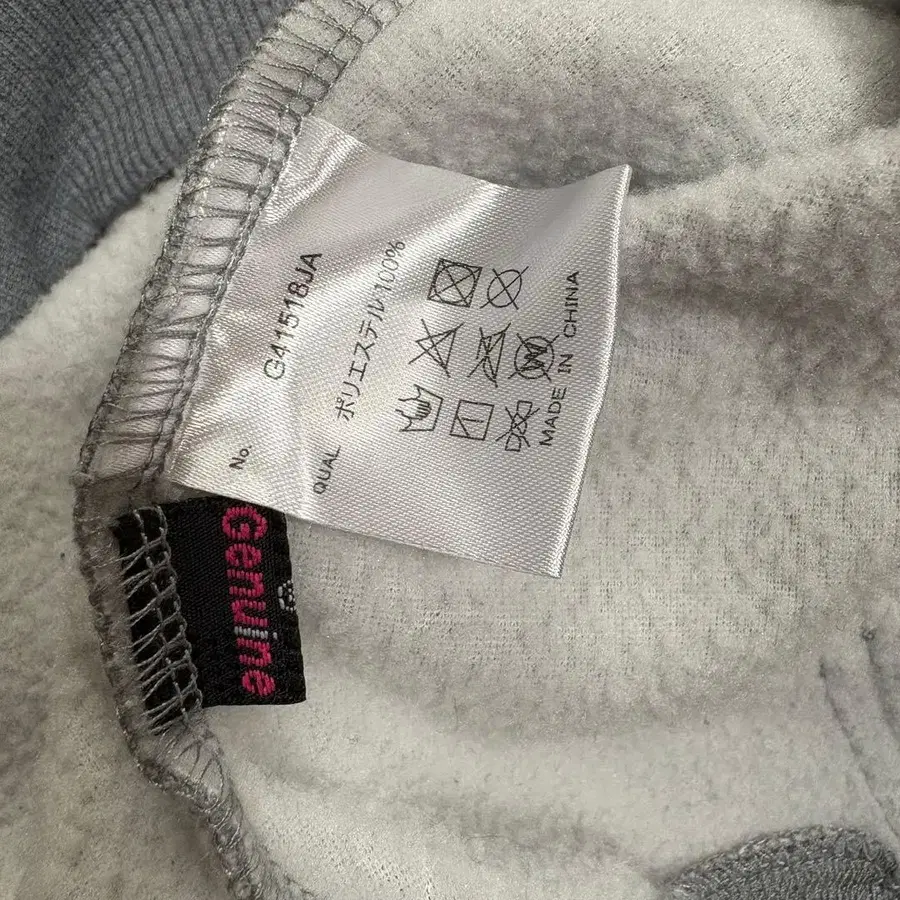 No. G41518JA
QUAL ポリエステル100%
W
MADE IN CHINA
Genuine